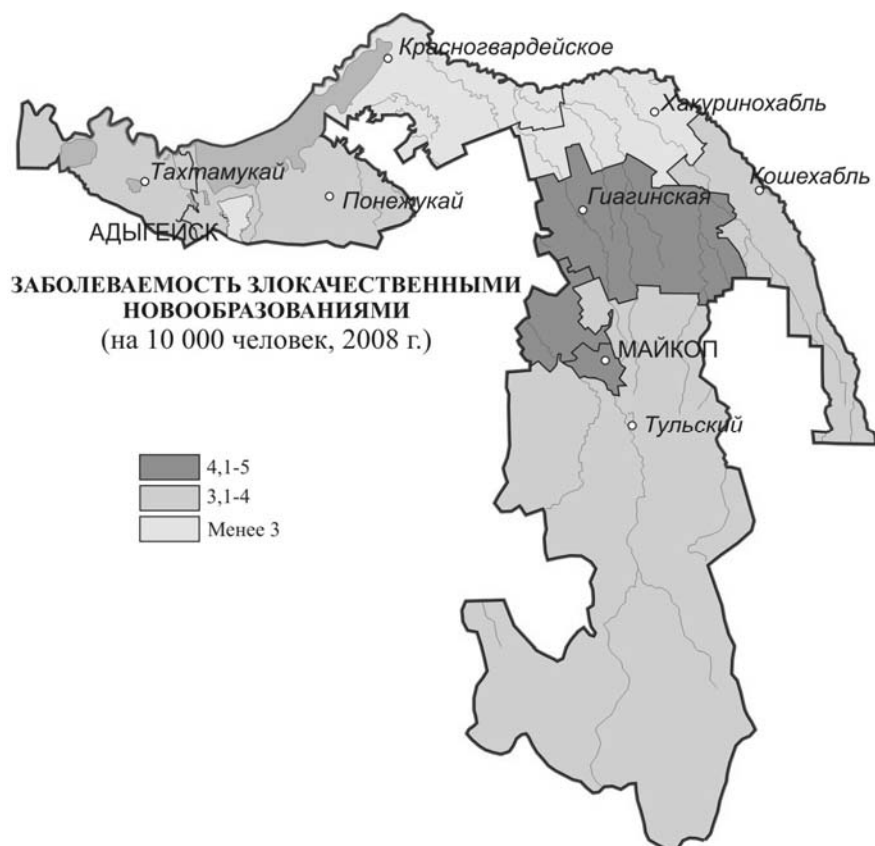 Красногвардейское
Хакуринохабль
Тахтамукай
Кошехабль
Понежукай
Гиагинская
АДЫГЕЙСК
ЗАБОЛЕВАЕМОСТЬ ЗЛОКАЧЕСТВЕННЫМИ
НОВООБРАЗОВАНИЯМИ
(на 10 000 человек, 2008 г.)
МАЙКОП
Тульский
4,1-5
3,1-4
Менее 3